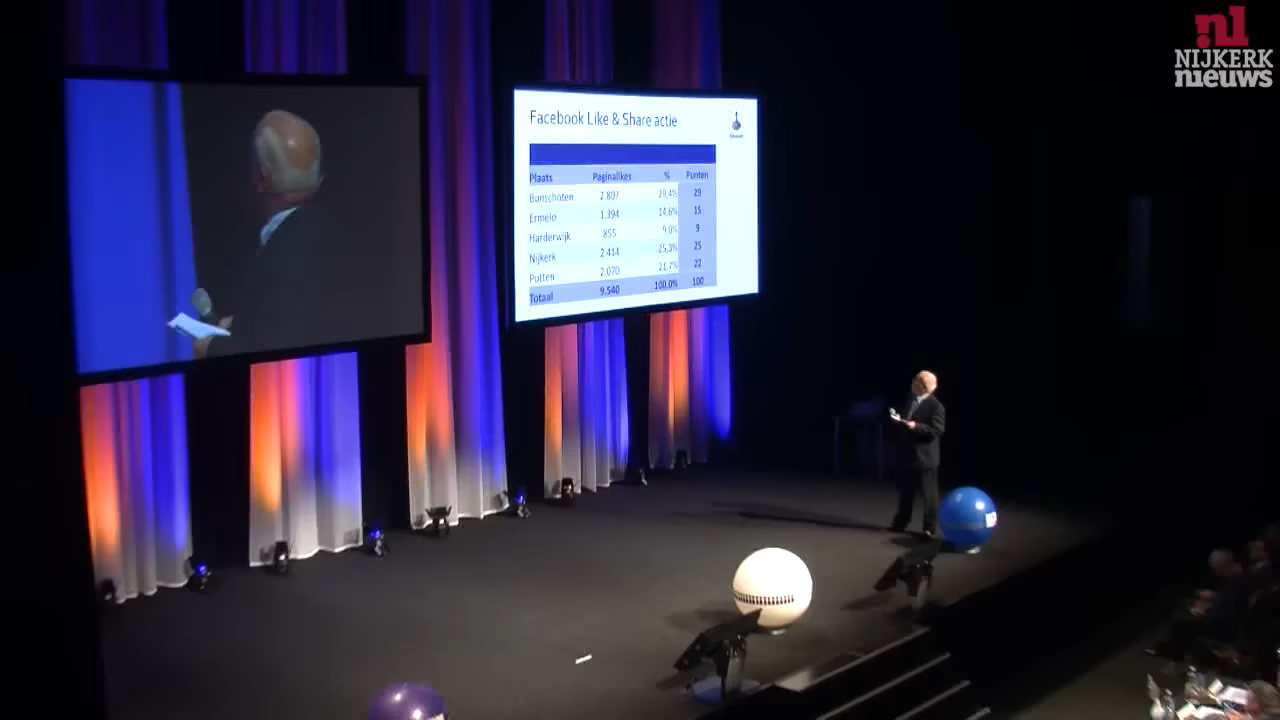 n1
NIJKERK
nieuws
Facebook Like & Share actie
Plaats Paginalikes % Punten
Bunschoten 2.807 29,4% 29
Ermelo 1.394 14,6% 15
Harderwijk 855 9,0% 9
Nijkerk 2.414 25,3% 25
Putten 2.070 21,7% 22
Totaal 9.540 100,0% 100